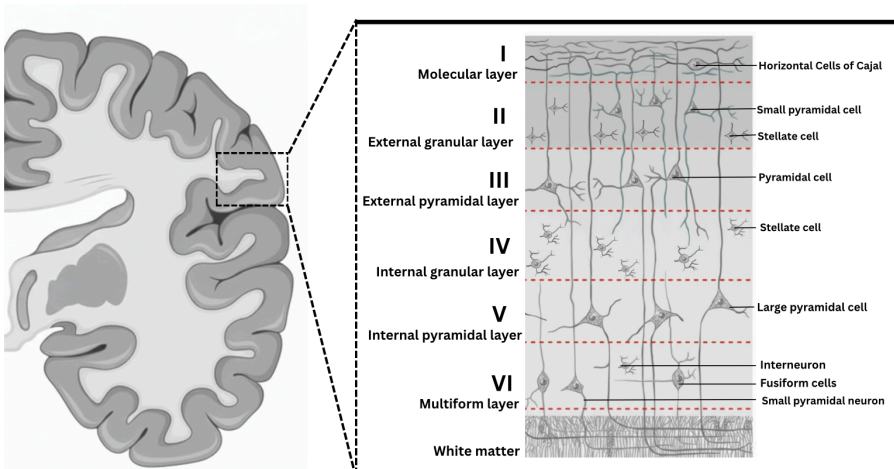 I
Molecular layer
Horizontal Cells of Cajal
II
External granular layer
Small pyramidal cell
Stellate cell
III
External pyramidal layer
Pyramidal cell
IV
Internal granular layer
Stellate cell
V
Internal pyramidal layer
Large pyramidal cell
VI
Multiform layer
Interneuron
Fusiform cells
Small pyramidal neuron
White matter